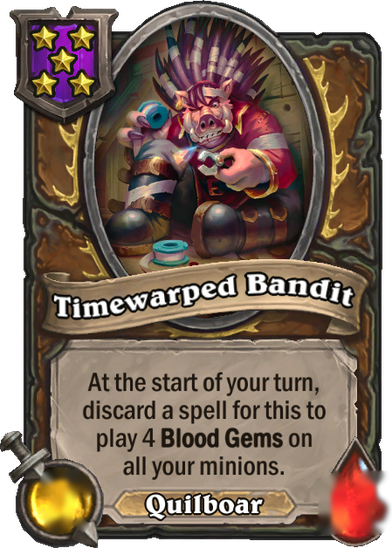 Timewarped Bandit
At the start of your turn,
discard a spell for this to
play 4 Blood Gems on
all your minions.
Quilboar